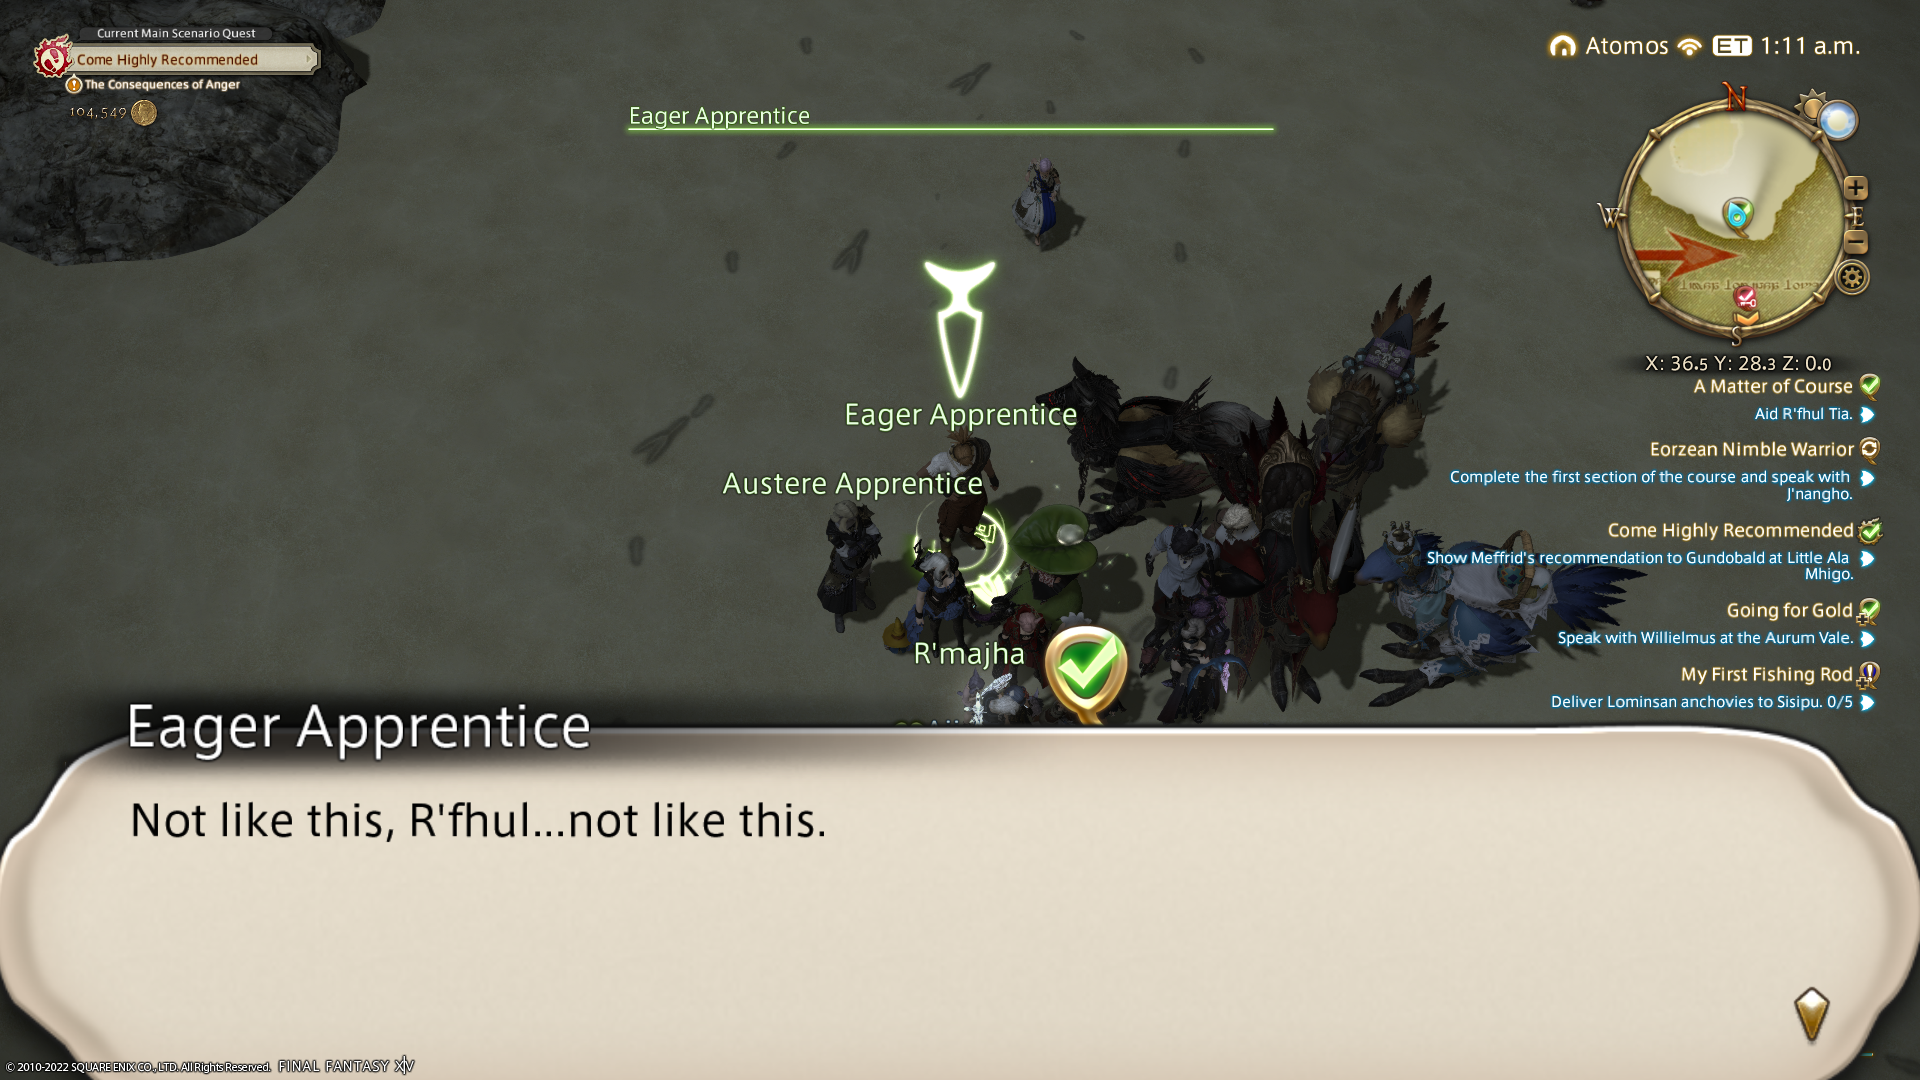 Current Main Scenario Quest
Come Highly Recommended
The Consequences of Anger
104,549
Atomos ET 1:11 a.m.
Eager Apprentice
N
W
E
S
X: 36.5 Y: 28.3 Z: 0.0
A Matter of Course
Aid R'fhul Tia.
Eorzean Nimble Warrior
Complete the first section of the course and speak with
J'nangho.
Come Highly Recommended
Show Meffrid's recommendation to Gundobald at Little Ala
Mhigo.
Going for Gold
Speak with Willielmus at the Aurum Vale.
My First Fishing Rod
Deliver Lominsan anchovies to Sisipu. 0/5
Eager Apprentice
Austere Apprentice
R'majha
Eager Apprentice
Not like this, R'fhul...not like this.
© 2010-2022 SQUARE ENIX CO., LTD. All Rights Reserved. FINAL FANTASY XIV